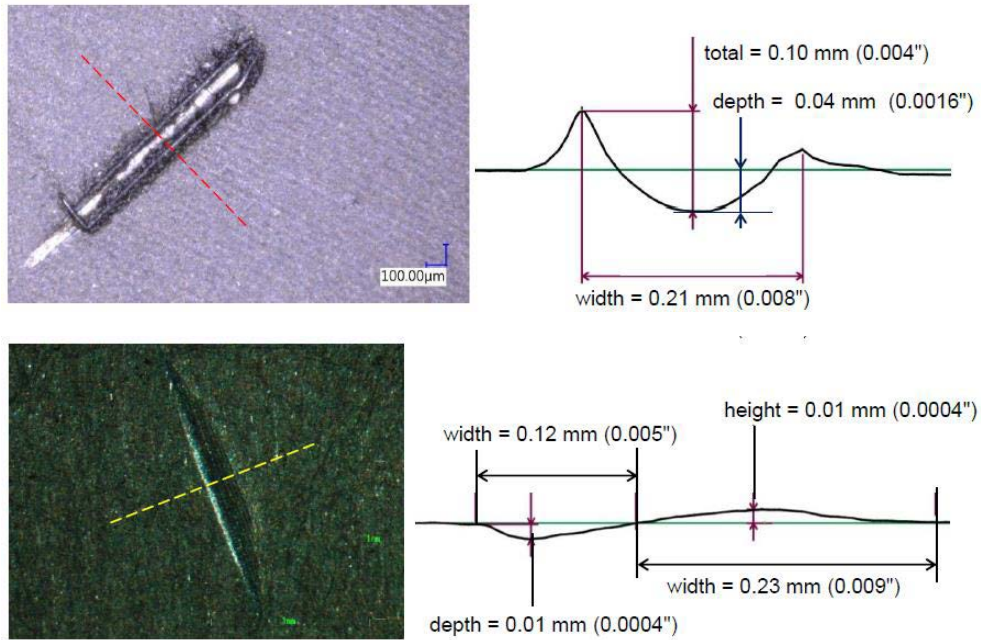 total = 0.10 mm (0.004")
depth = 0.04 mm (0.0016")
100.00µm
width = 0.21 mm (0.008")
height = 0.01 mm (0.0004")
width = 0.12 mm (0.005")
width = 0.23 mm (0.009")
depth = 0.01 mm (0.0004")